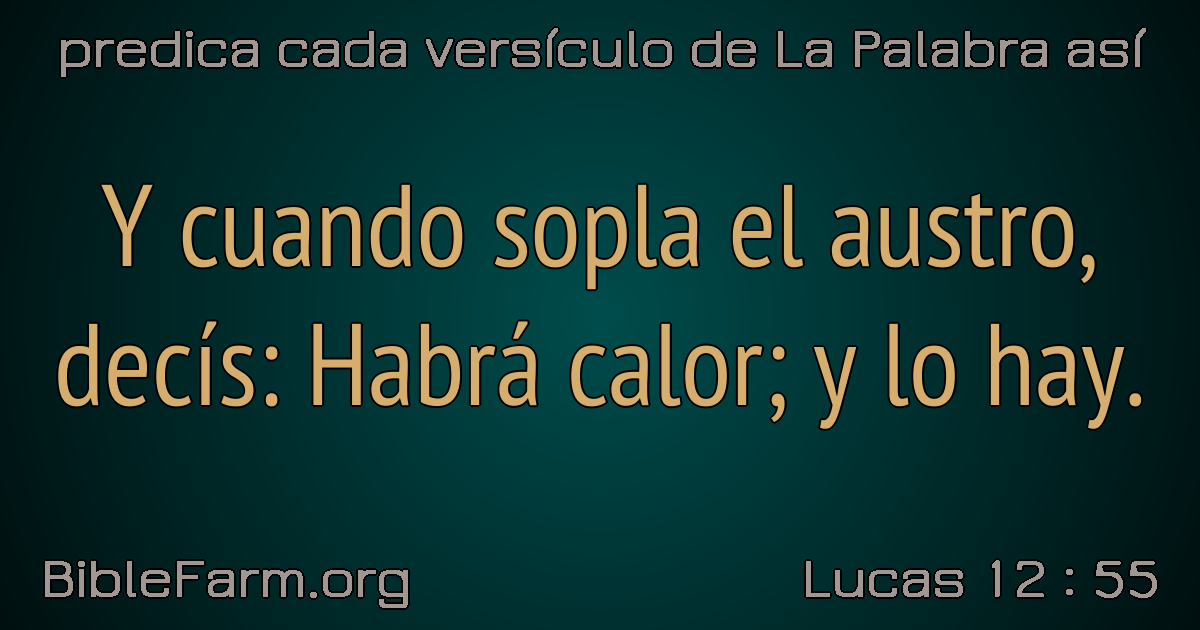 predica cada versículo de La Palabra así
Y cuando sopla el austro,
decís: Habrá calor; y lo hay.
BibleFarm.org
Lucas 12 : 55